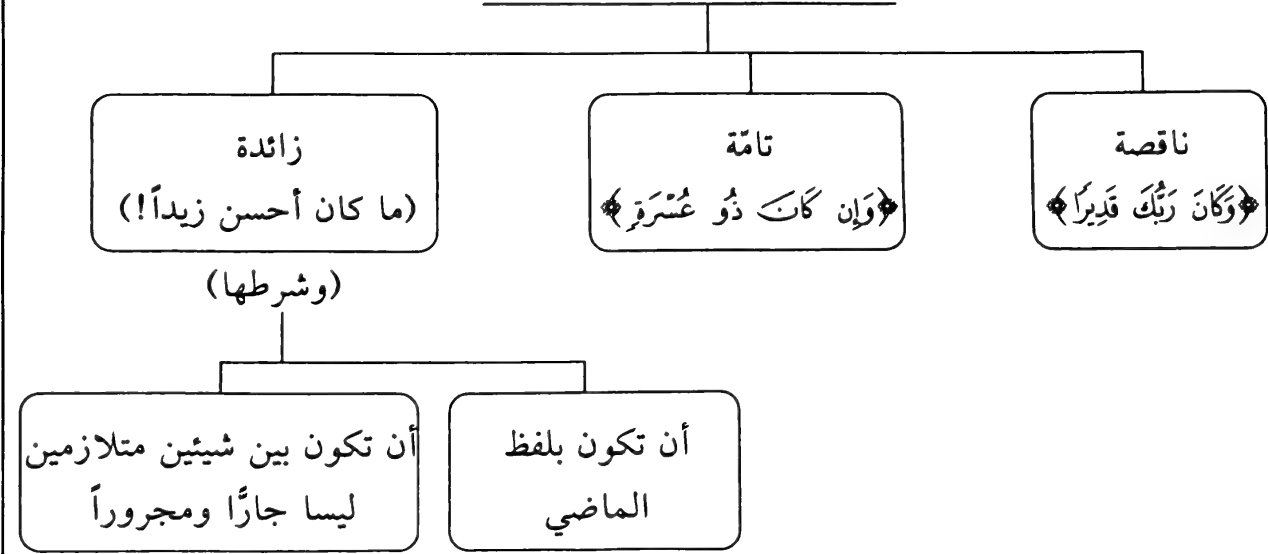 ناقصة
﴿وَكَانَ رَبُّكَ قَدِيرًا﴾
تامّة
﴿وَإِن كَانَ ذُو عُسْرَةٍ﴾
زائدة
(ما كان أحسن زيداً!)
(وشرطها)
أن تكون بلفظ
الماضي
أن تكون بين شيئين متلازمين
ليسا جارًّا ومجروراً